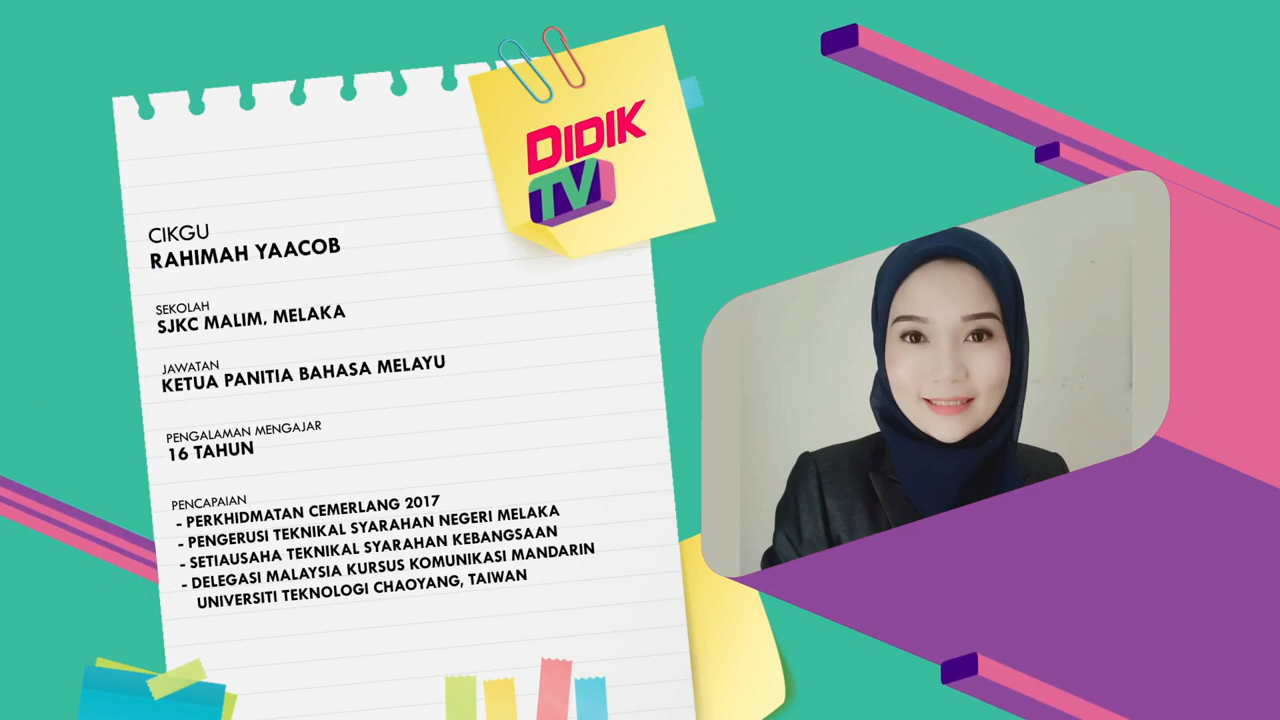 DIDIK
TV
CIKGU
RAHIMAH YAACOB
SEKOLAH
SJKC MALIM, MELAKA
JAWATAN
KETUA PANITIA BAHASA MELAYU
PENGALAMAN MENGAJAR
16 TAHUN
PENCAPAIAN
- PERKHIDMATAN CEMERLANG 2017
- PENGERUSI TEKNIKAL SYARAHAN NEGERI MELAKA
- SETIAUSAHA TEKNIKAL SYARAHAN KEBANGSAAN
- DELEGASI MALAYSIA KURSUS KOMUNIKASI MANDARIN
UNIVERSITI TEKNOLOGI CHAOYANG, TAIWAN